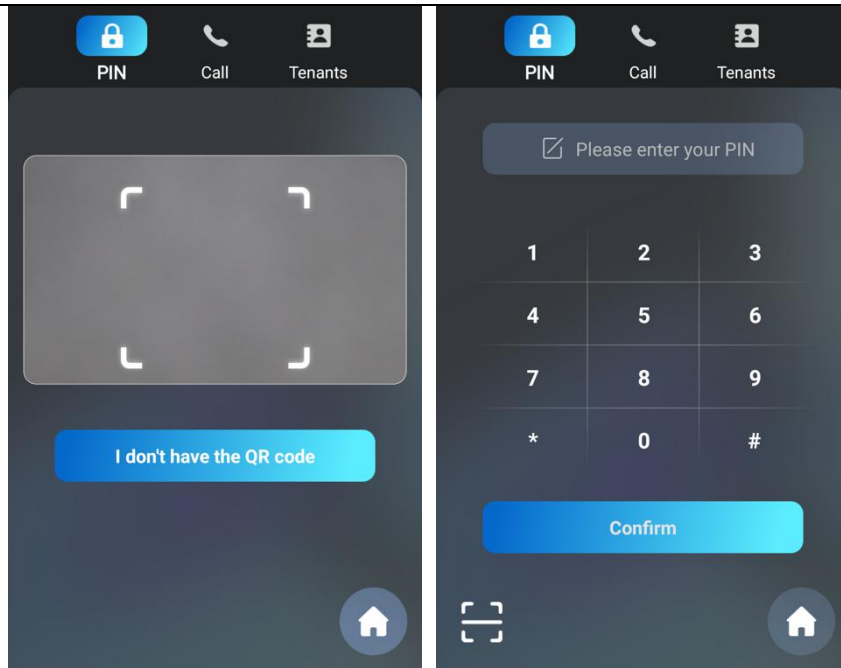 PIN Call Tenants
I don't have the QR code
PIN Call Tenants
Please enter your PIN
1 2 3
4 5 6
7 8 9
* 0 #
Confirm